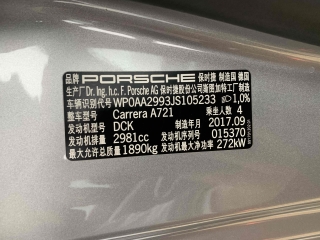 品牌 PORSCHE 保时捷 制造国 德国
生产厂 Dr. Ing. h.c. F. Porsche AG 保时捷股份公司斯图加特工厂制造
车辆识别代号 WP0AA2993JS105233 1,0%
整车型号 Carrera A721 乘坐人数 4
发动机型号 DCK 制造年月 2017.09
发动机排量 2981cc 发动机号 015370
最大允许总质量 1890kg 发动机最大净功率 272kW